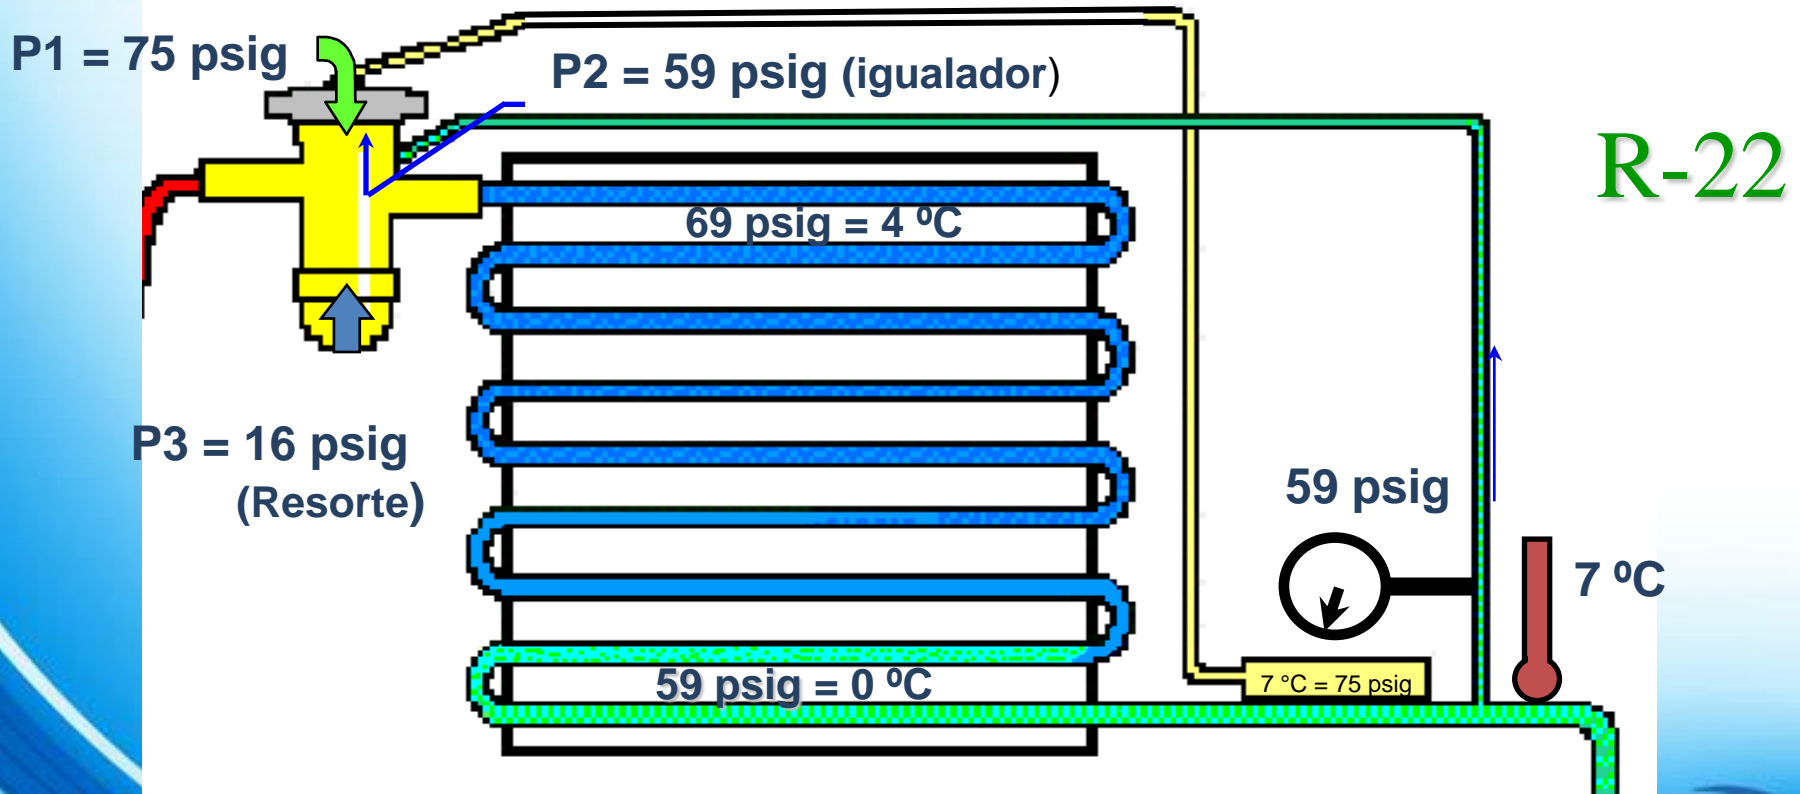 P1 = 75 psig
P2 = 59 psig (igualador)
R-22
69 psig = 4 ºC
P3 = 16 psig
(Resorte)
59 psig
7 ºC
59 psig = 0 ºC
7 °C = 75 psig